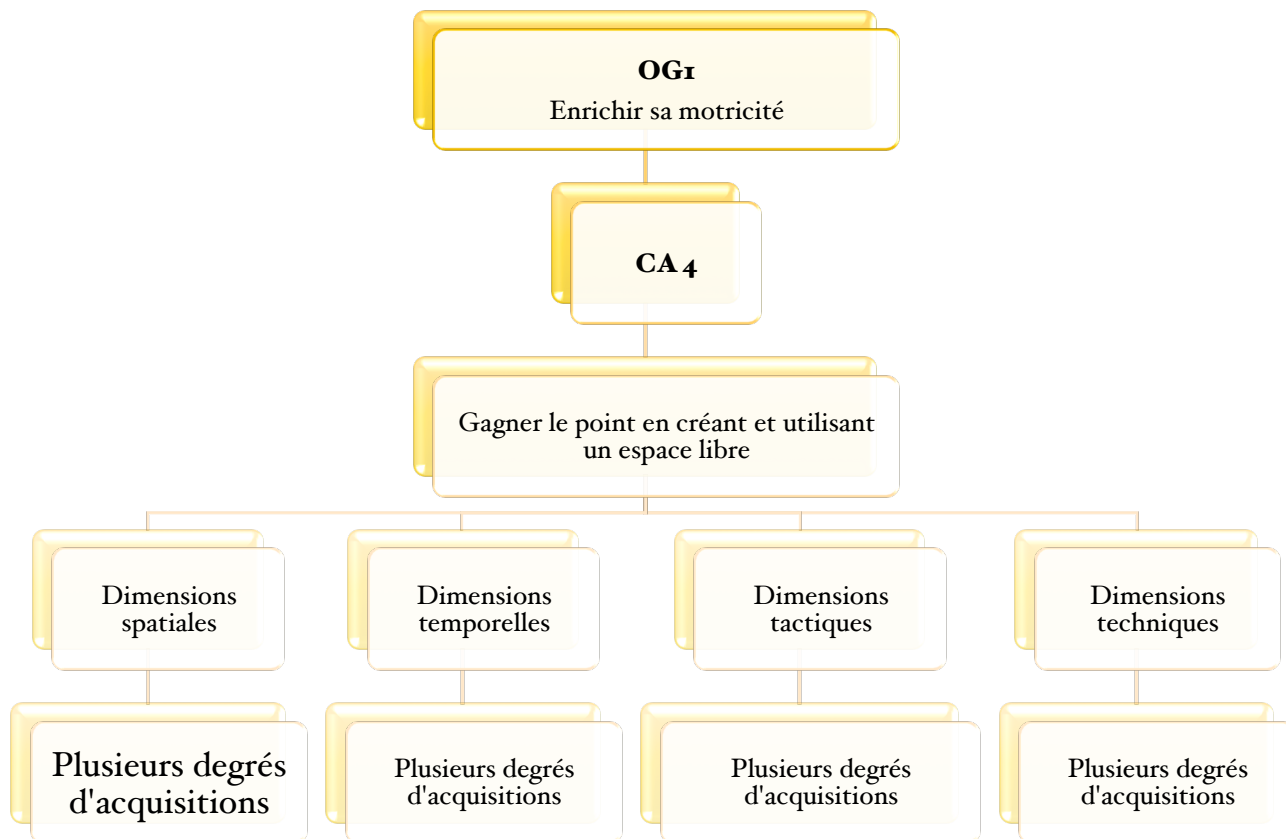 OG1
Enrichir sa motricité
CA 4
Gagner le point en créant et utilisant
un espace libre
Dimensions
spatiales
Dimensions
temporelles
Dimensions
tactiques
Dimensions
techniques
Plusieurs degrés
d'acquisitions
Plusieurs degrés
d'acquisitions
Plusieurs degrés
d'acquisitions
Plusieurs degrés
d'acquisitions